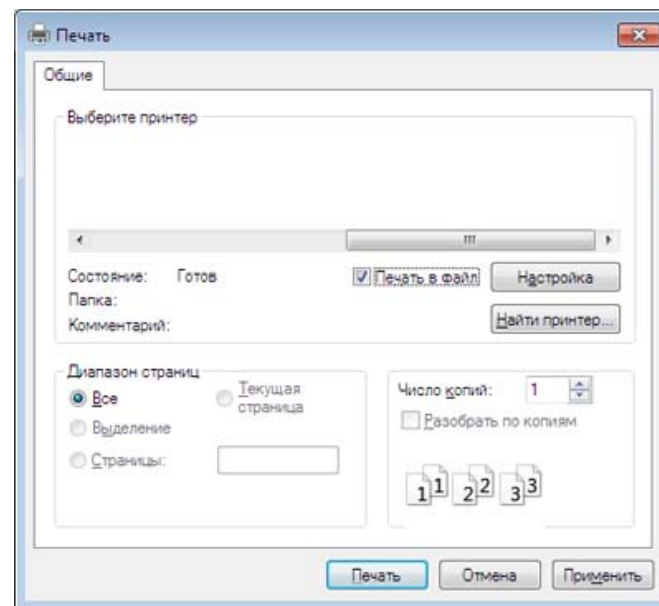 Печать
Общие
Выберите принтер
Состояние: Готов
Печать в файл
Настройка
Папка:
Комментарий:
Найти принтер...
Диапазон страниц
Все
Текущая
страница
Выделение
Страницы:
Число копий: 1
Разобрать по копиям
1 1 2 2 3 3
Печать
Отмена
Применить